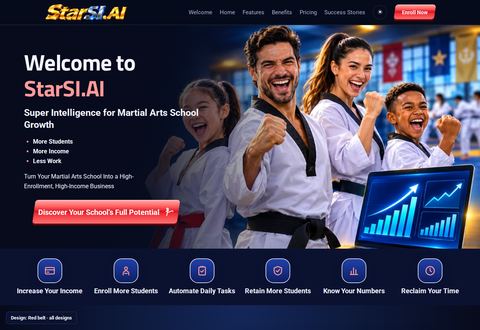 StarSI.AI
Welcome Home Features Benefits Pricing Success Stories Enroll Now
Welcome to
StarSI.AI
Super Intelligence for Martial Arts School
Growth
More Students
More Income
Less Work
Turn Your Martial Arts School Into a High-
Enrollment, High-Income Business
Discover Your School's Full Potential
Increase Your Income Enroll More Students Automate Daily Tasks Retain More Students Know Your Numbers Reclaim Your Time
Design: Red belt · all designs